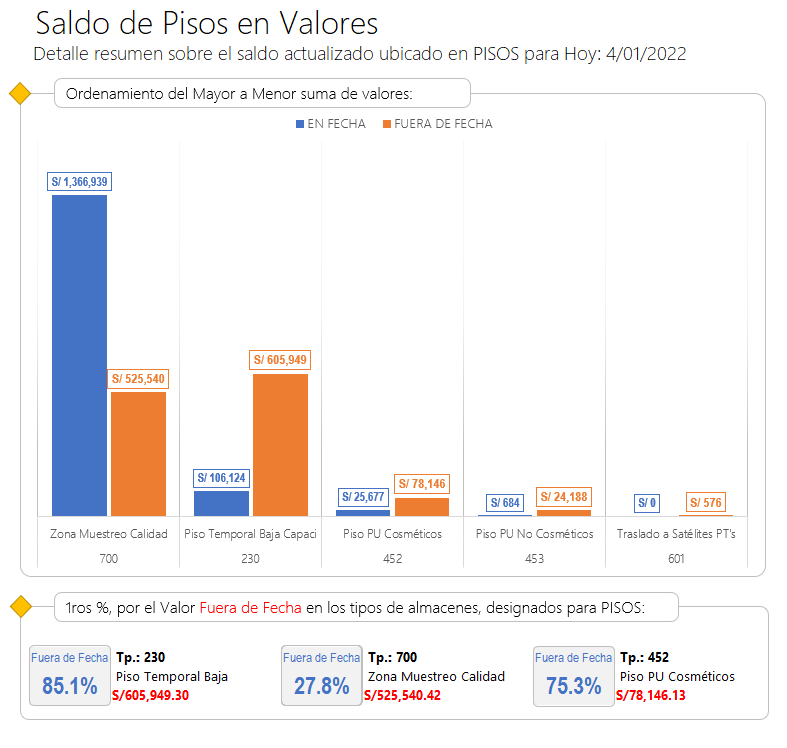 Saldo de Pisos en Valores
Detalle resumen sobre el saldo actualizado ubicado en PISOS para Hoy: 4/01/2022
Ordenamiento del Mayor a Menor suma de valores:
EN FECHA FUERA DE FECHA
S/ 1,366,939
S/ 525,540
S/ 106,124
S/ 605,949
S/ 25,677
S/ 78,146
S/ 684
S/ 24,188
S/ 0
S/ 576
Zona Muestreo Calidad Piso Temporal Baja Capaci Piso PU Cosméticos Piso PU No Cosméticos Traslado a Satélites PT's
700 230 452 453 601
1ros %, por el Valor Fuera de Fecha en los tipos de almacenes, designados para PISOS:
Fuera de Fecha
85.1%
Tp.: 230
Piso Temporal Baja
S/605,949.30
Fuera de Fecha
27.8%
Tp.: 700
Zona Muestreo Calidad
S/525,540.42
Fuera de Fecha
75.3%
Tp.: 452
Piso PU Cosméticos
S/78,146.13